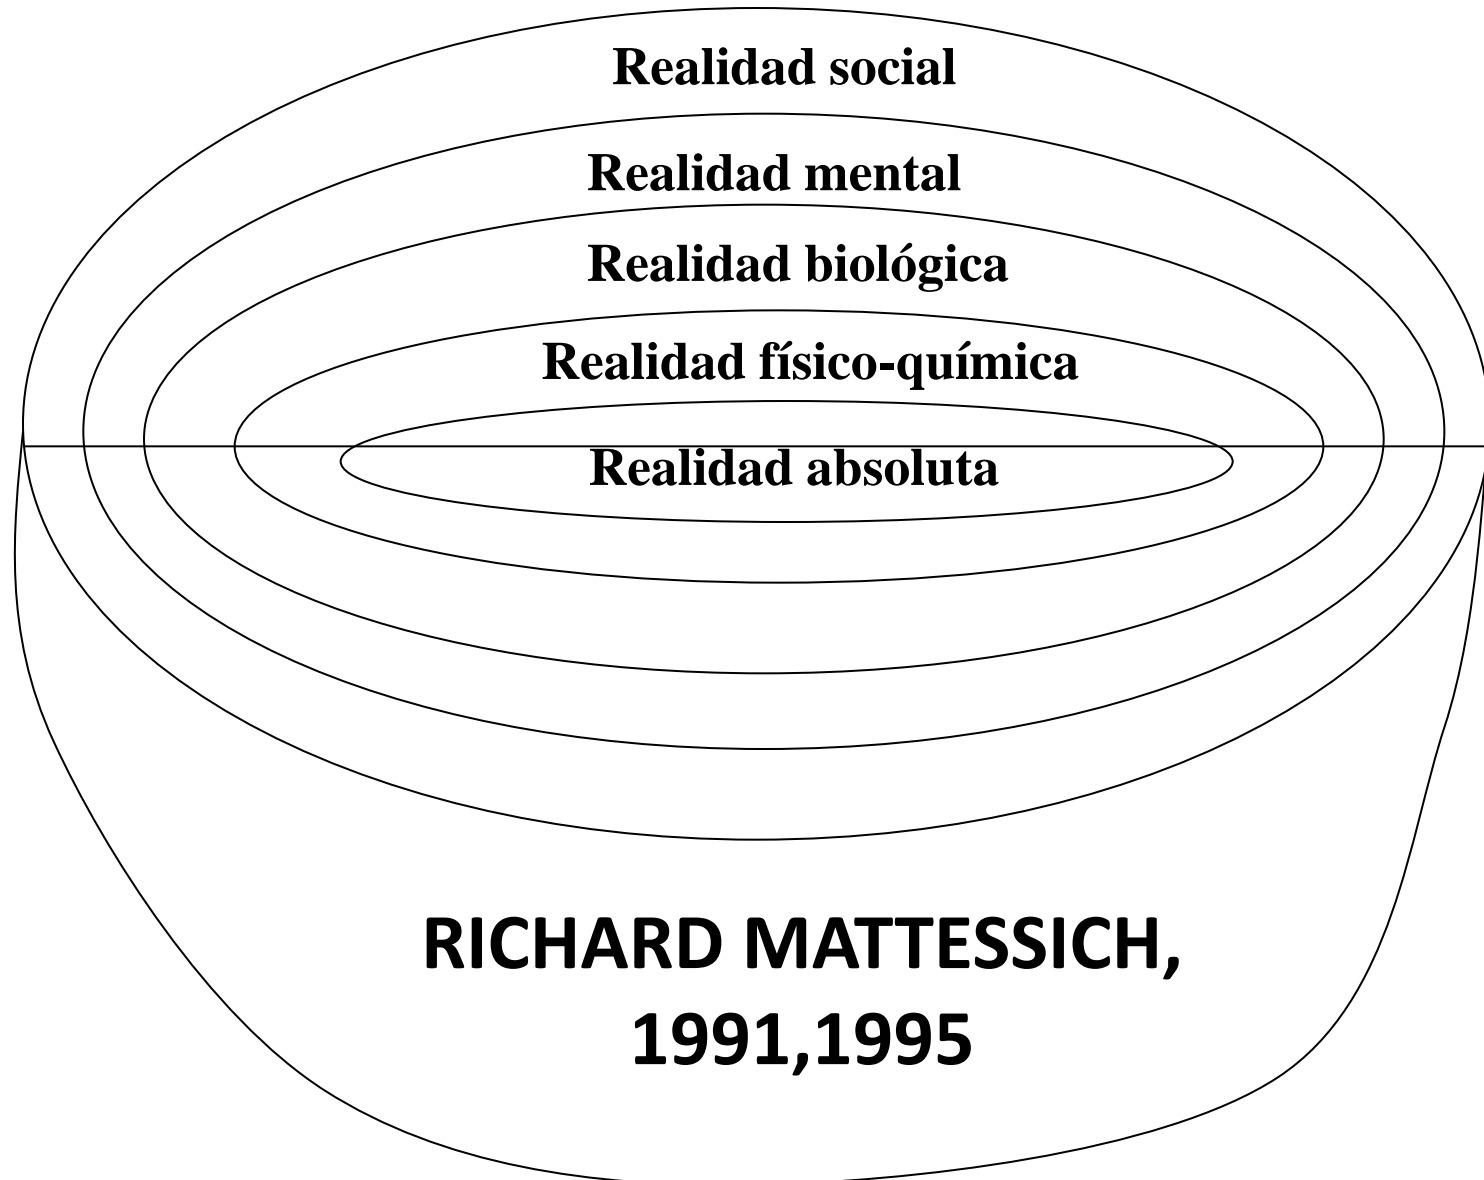 Realidad social
Realidad mental
Realidad biológica
Realidad físico-química
Realidad absoluta
RICHARD MATTESSICH,
1991,1995